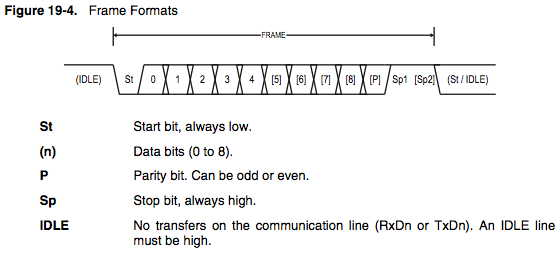 Figure 19-4. Frame Formats
FRAME
(IDLE) St 0 1 2 3 4 [5] [6] [7] [8] [P] Sp1 [Sp2] (St / IDLE)
St Start bit, always low.
(n) Data bits (0 to 8).
P Parity bit. Can be odd or even.
Sp Stop bit, always high.
IDLE No transfers on the communication line (RxDn or TxDn). An IDLE line
must be high.